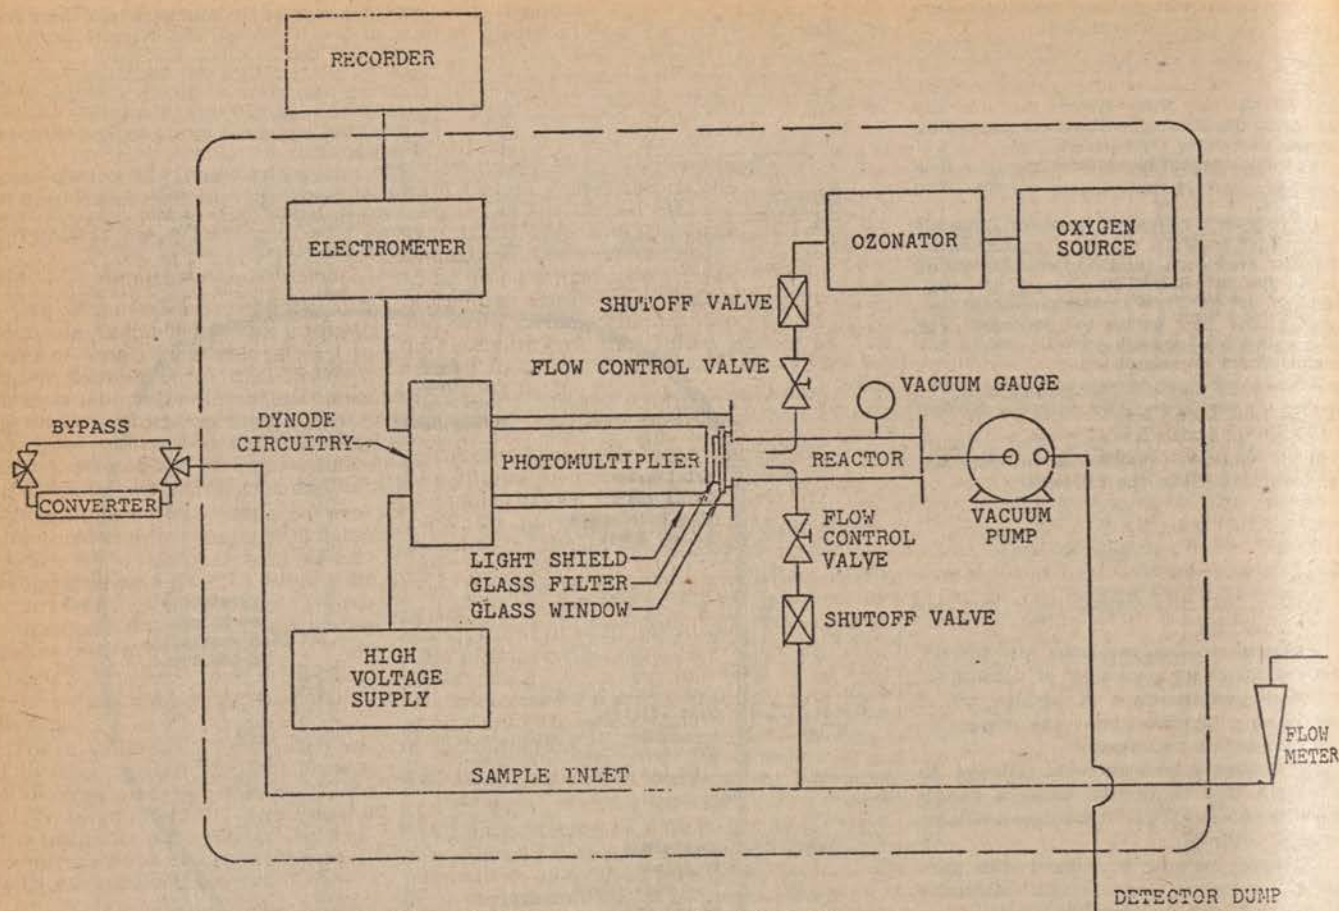 RECORDER
ELECTROMETER
OZONATOR
OXYGEN
SOURCE
SHUTOFF VALVE
FLOW CONTROL VALVE
VACUUM GAUGE
BYPASS
DYNODE
CIRCUITRY
PHOTOMULTIPLIER
REACTOR
CONVERTER
VACUUM
PUMP
FLOW
CONTROL
VALVE
LIGHT SHIELD
GLASS FILTER
GLASS WINDOW
SHUTOFF VALVE
HIGH
VOLTAGE
SUPPLY
FLOW
METER
SAMPLE INLET
DETECTOR DUMP